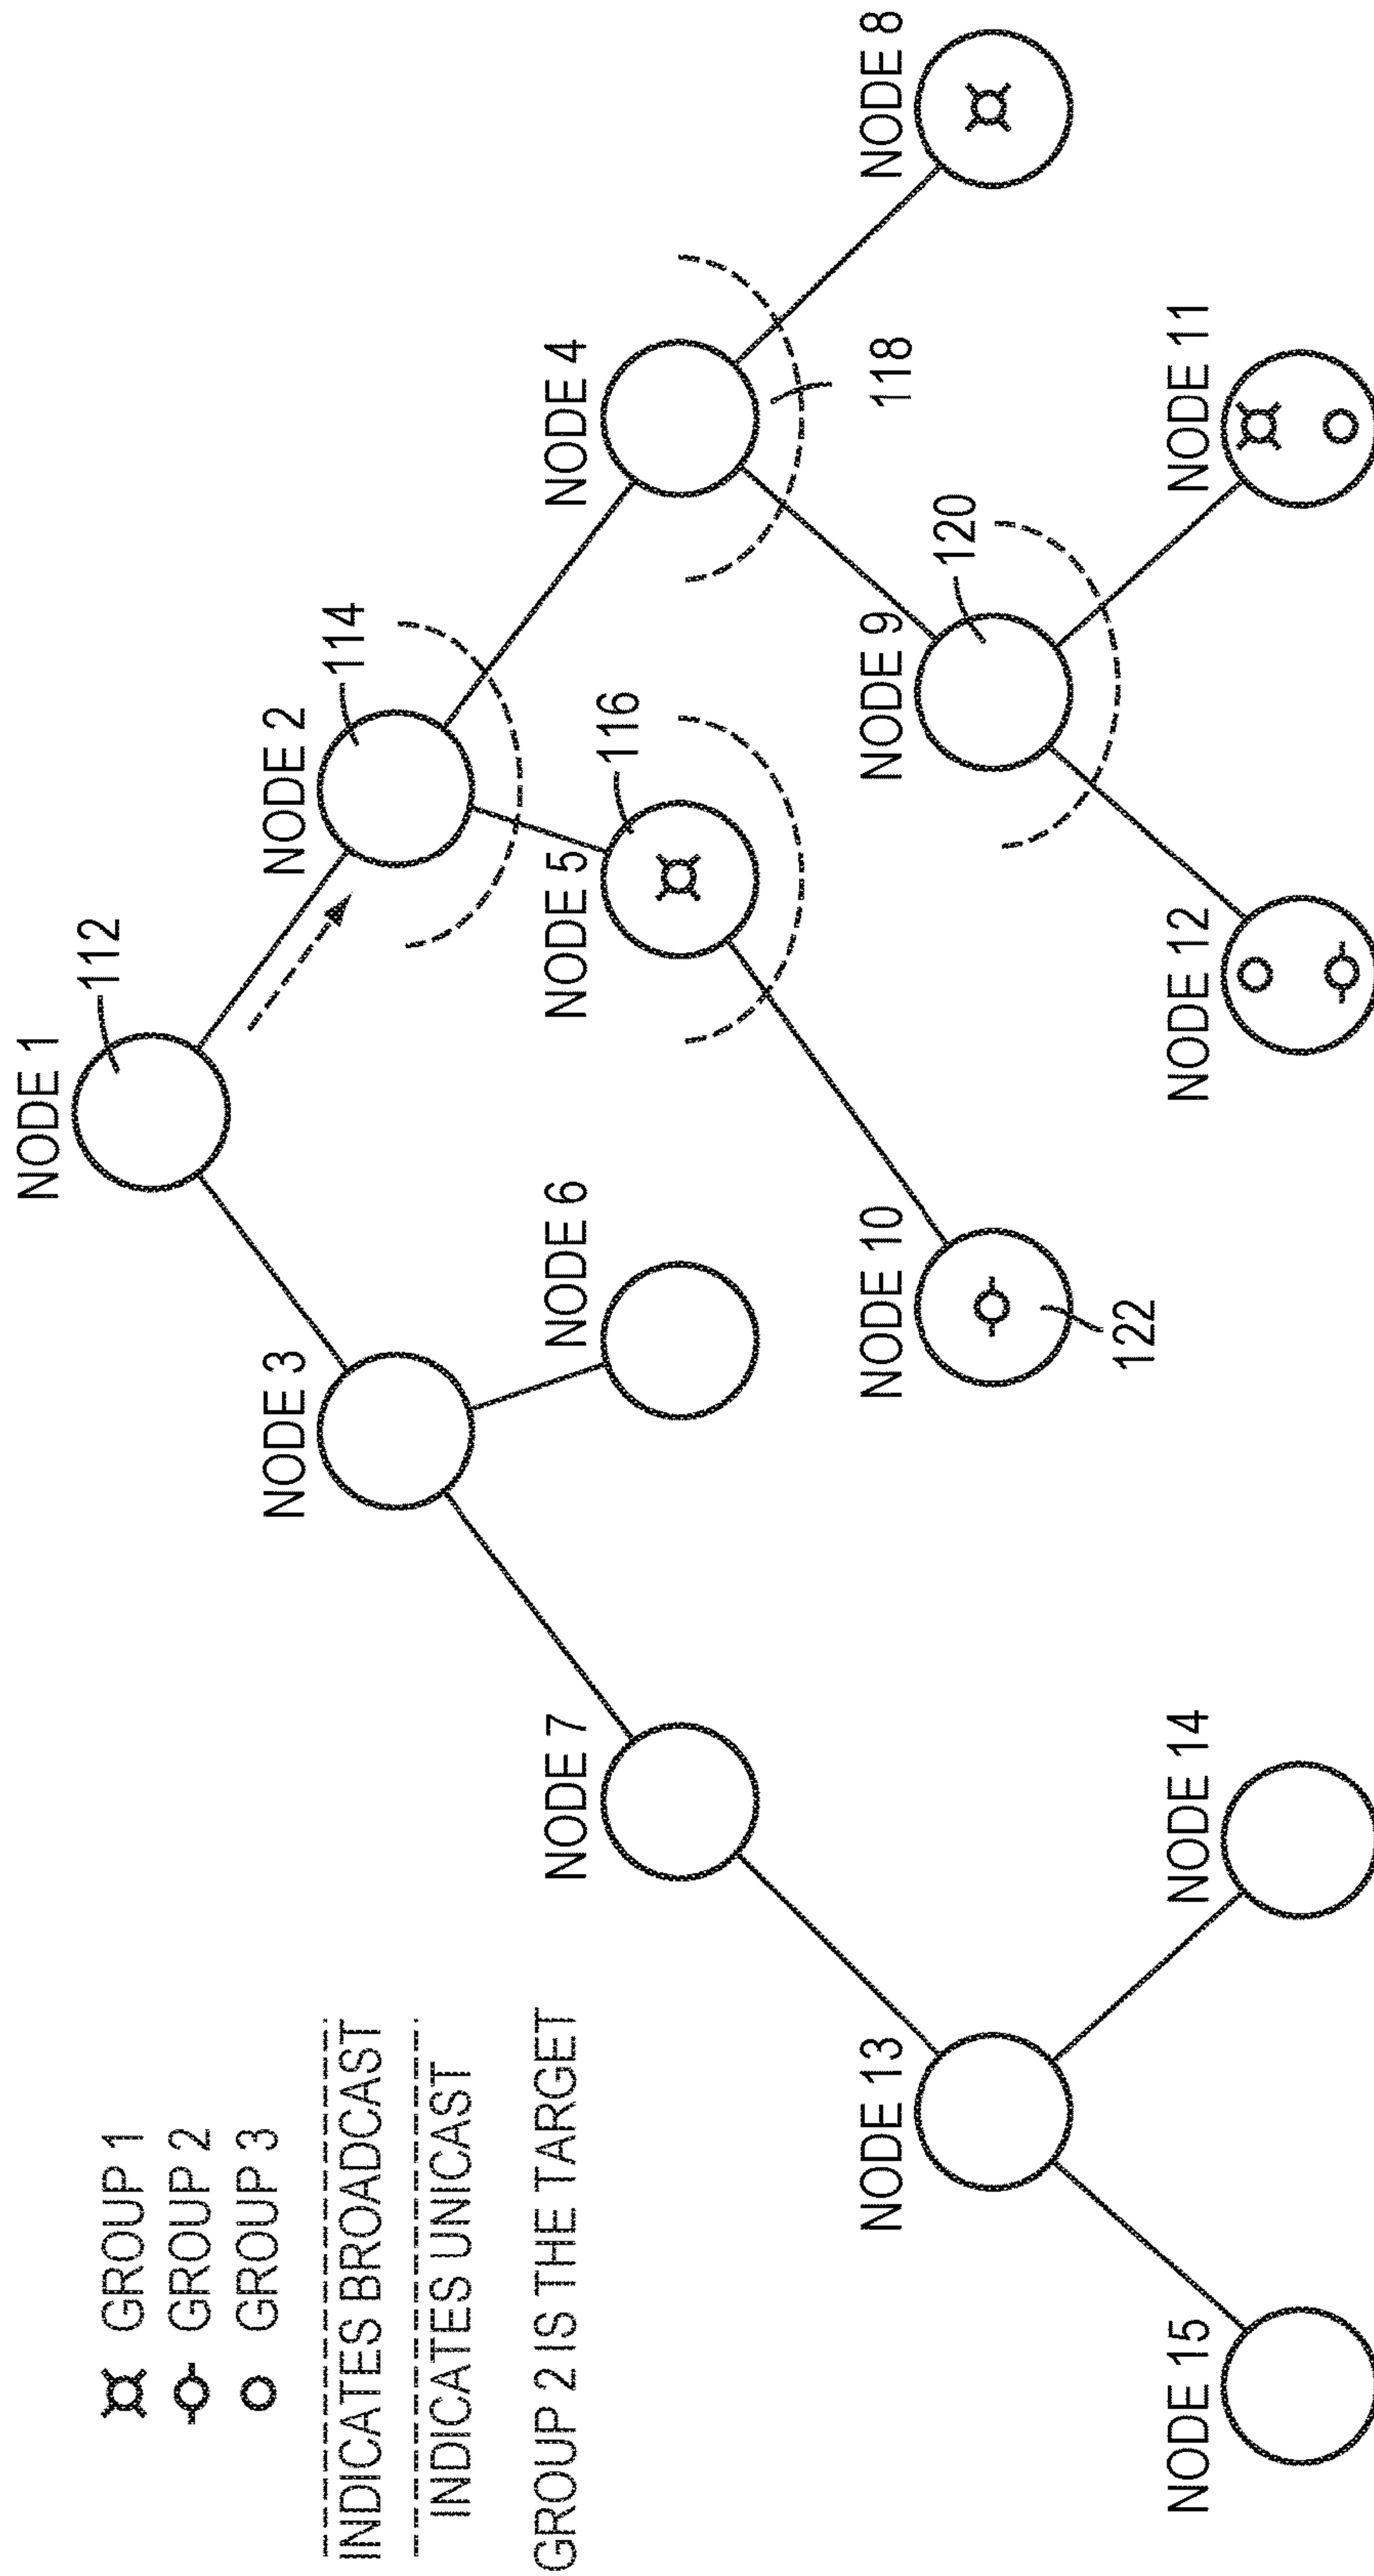 GROUP 1
GROUP 2
GROUP 3
INDICATES BROADCAST
INDICATES UNICAST
GROUP 2 IS THE TARGET
NODE 1
112
NODE 3
NODE 2
114
NODE 7
NODE 6
NODE 5
116
NODE 4
118
NODE 13
NODE 10
122
NODE 9
120
NODE 8
NODE 15
NODE 14
NODE 12
NODE 11